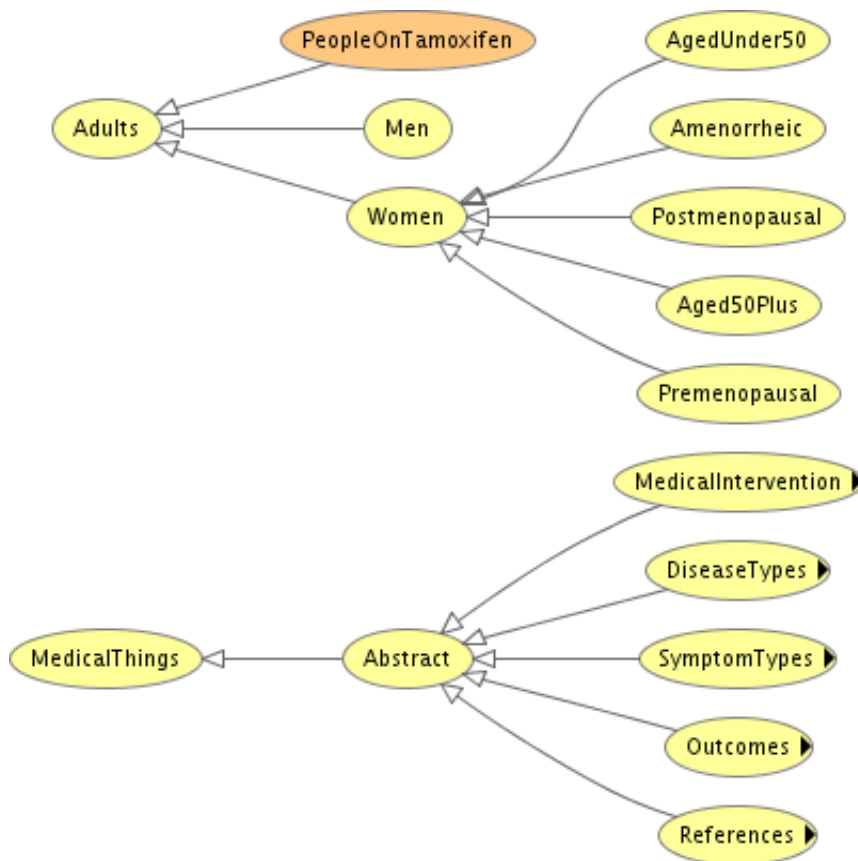 PeopleOnTamoxifen
AgedUnder50
Adults
Men
Amenorrheic
Women
Postmenopausal
Aged50Plus
Premenopausal
MedicalIntervention
DiseaseTypes
MedicalThings
Abstract
SymptomTypes
Outcomes
References